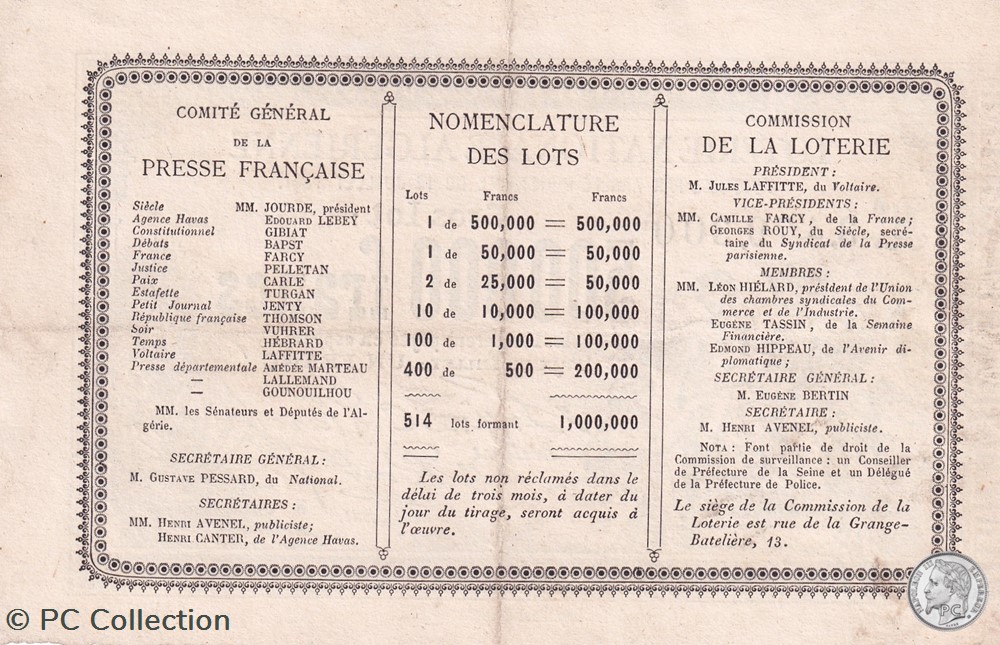 COMITÉ GÉNÉRAL
DE LA
PRESSE FRANÇAISE
Siècle MM. JOURDE, président
Agence Havas EDOUARD LEBEY
Constitutionnel GIBIAT
Débats BAPST
France FARCY
Justice PELLETAN
Paix CARLE
Estafette TURGAN
Petit Journal JENTY
République française THOMSON
Soir VUHRER
Temps HÉBRARD
Voltaire LAFFITTE
Presse départementale AMÉDÉE MARTEAU
— LALLEMAND
— GOUNOUILHOU
MM. les Sénateurs et Députés de l'Al-
gérie.
SECRÉTAIRE GÉNÉRAL :
M. GUSTAVE PESSARD, du National.
SECRÉTAIRES :
MM. HENRI AVENEL, publiciste;
HENRI CANTER, de l'Agence Havas.
NOMENCLATURE
DES LOTS
Lots Francs Francs
1 de 500,000 = 500,000
1 de 50,000 = 50,000
2 de 25,000 = 50,000
10 de 10,000 = 100,000
100 de 1,000 = 100,000
400 de 500 = 200,000
514 lots formant 1,000,000
Les lots non réclamés dans le
délai de trois mois, à dater du
jour du tirage, seront acquis à
l'œuvre.
COMMISSION
DE LA LOTERIE
PRÉSIDENT :
M. JULES LAFFITTE, du Voltaire.
VICE-PRÉSIDENTS :
MM. CAMILLE FARCY, de la France;
GEORGES ROUY, du Siècle, secré-
taire du Syndicat de la Presse
parisienne.
MEMBRES :
MM. LÉON HIÉLARD, préstdent de l'Union
des chambres syndicales du Com-
merce et de l'Industrie.
EUGÈNE TASSIN, de la Semaine
Financière.
EDMOND HIPPEAU, de l'Avenir di-
plomatique;
SECRÉTAIRE GÉNÉRAL :
M. EUGÈNE BERTIN
SECRÉTAIRE :
M. HENRI AVENEL, publiciste.
NOTA : Font partie de droit de la
Commission de surveillance : un Conseiller
de Préfecture de la Seine et un Délégué
de la Préfecture de Police.
Le siège de la Commission de la
Loterie est rue de la Grange-
Batelière, 13.
© PC Collection
PC